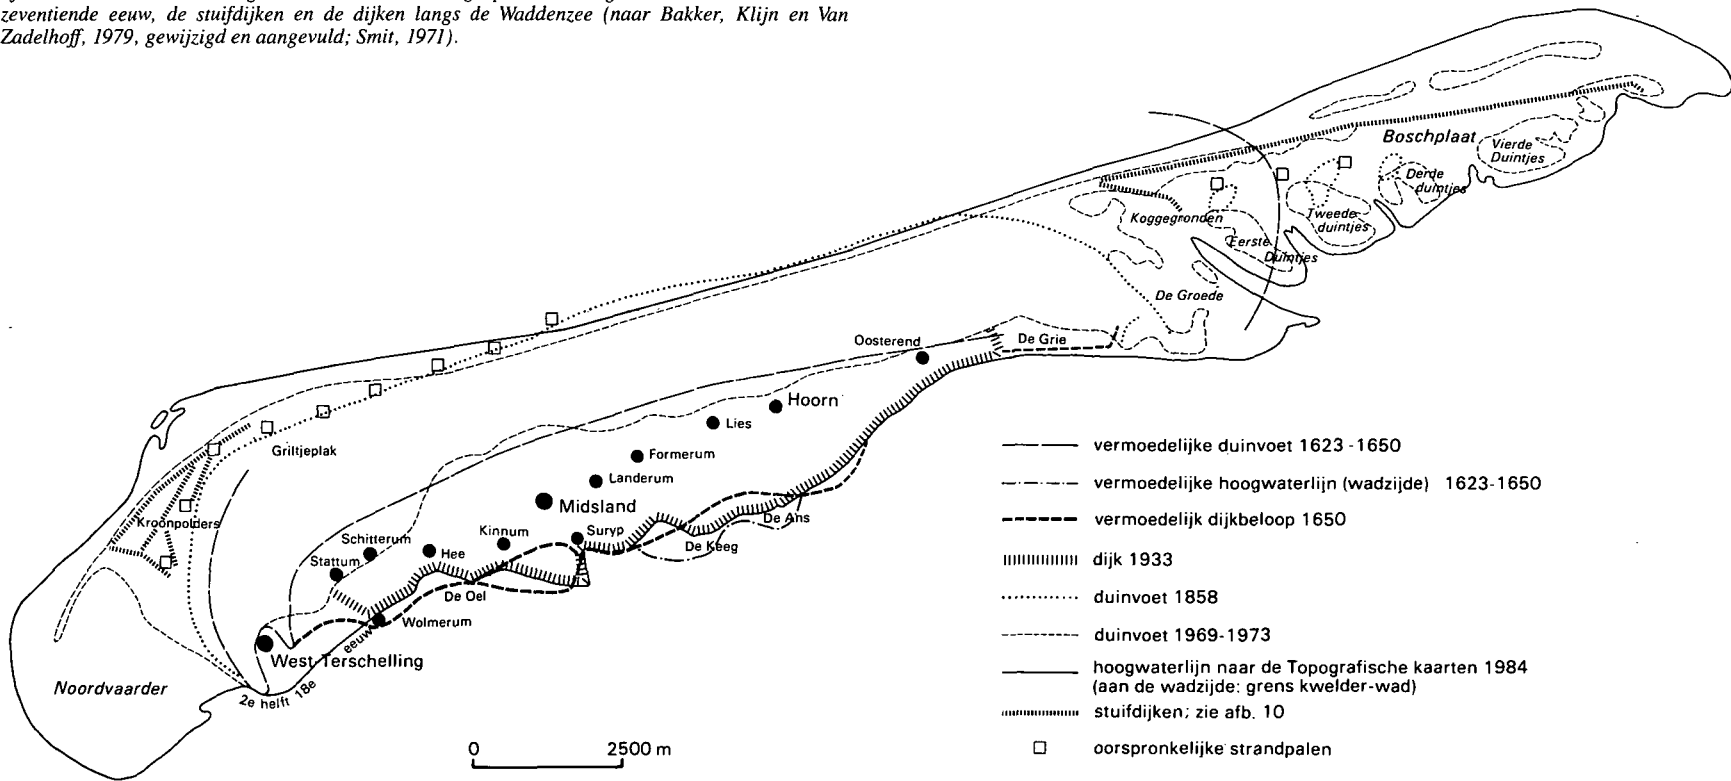 zeventiende eeuw, de stuifdijken en de dijken langs de Waddenzee (naar Bakker, Klijn en Van
Zadelhoff, 1979, gewijzigd en aangevuld; Smit, 1971).
Boschplaat
Vierde
Duintjes
Derde
duintjes
Tweede
duintjes
Koggegronden
Eerste
Duintjes
De Groede
De Grie
Oosterend
Hoorn
Lies
Formerum
Landerum
Midsland
Griltjeplak
Kroonpolders
Suryp
De Ans
De Keeg
Kinnum
Schitterum
Hee
Stattum
De Oel
Wolmerum
West-Terschelling
Noordvaarder
2e helft 18e eeuw
0 2500 m
vermoedelijke duinvoet 1623-1650
vermoedelijke hoogwaterlijn (wadzijde) 1623-1650
vermoedelijk dijkbeloop 1650
dijk 1933
duinvoet 1858
duinvoet 1969-1973
hoogwaterlijn naar de Topografische kaarten 1984
(aan de wadzijde: grens kwelder-wad)
stuifdijken; zie afb. 10
oorspronkelijke strandpalen